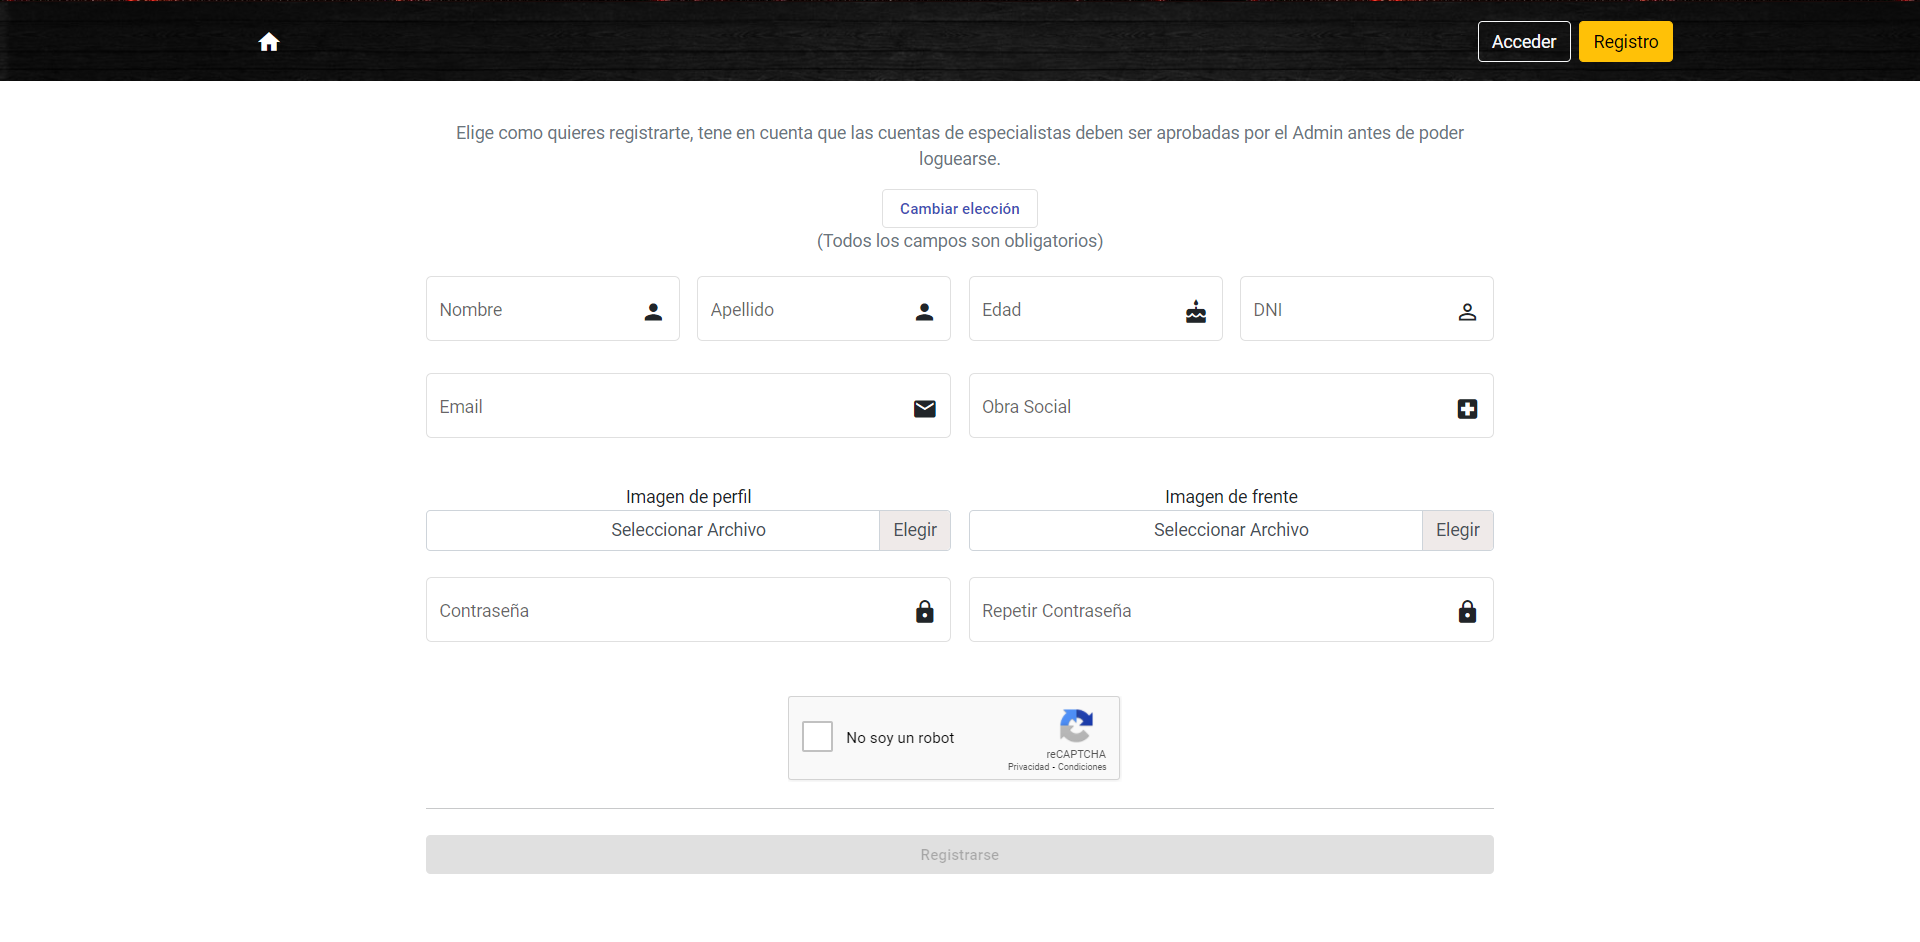 Acceder
Registro
Elige como quieres registrarte, tene en cuenta que las cuentas de especialistas deben ser aprobadas por el Admin antes de poder
loguearse.
Cambiar elección
(Todos los campos son obligatorios)
Nombre
Apellido
Edad
DNI
Email
Obra Social
Imagen de perfil
Imagen de frente
Seleccionar Archivo
Elegir
Seleccionar Archivo
Elegir
Contraseña
Repetir Contraseña
No soy un robot
reCAPTCHA
Privacidad - Condiciones
Registrarse